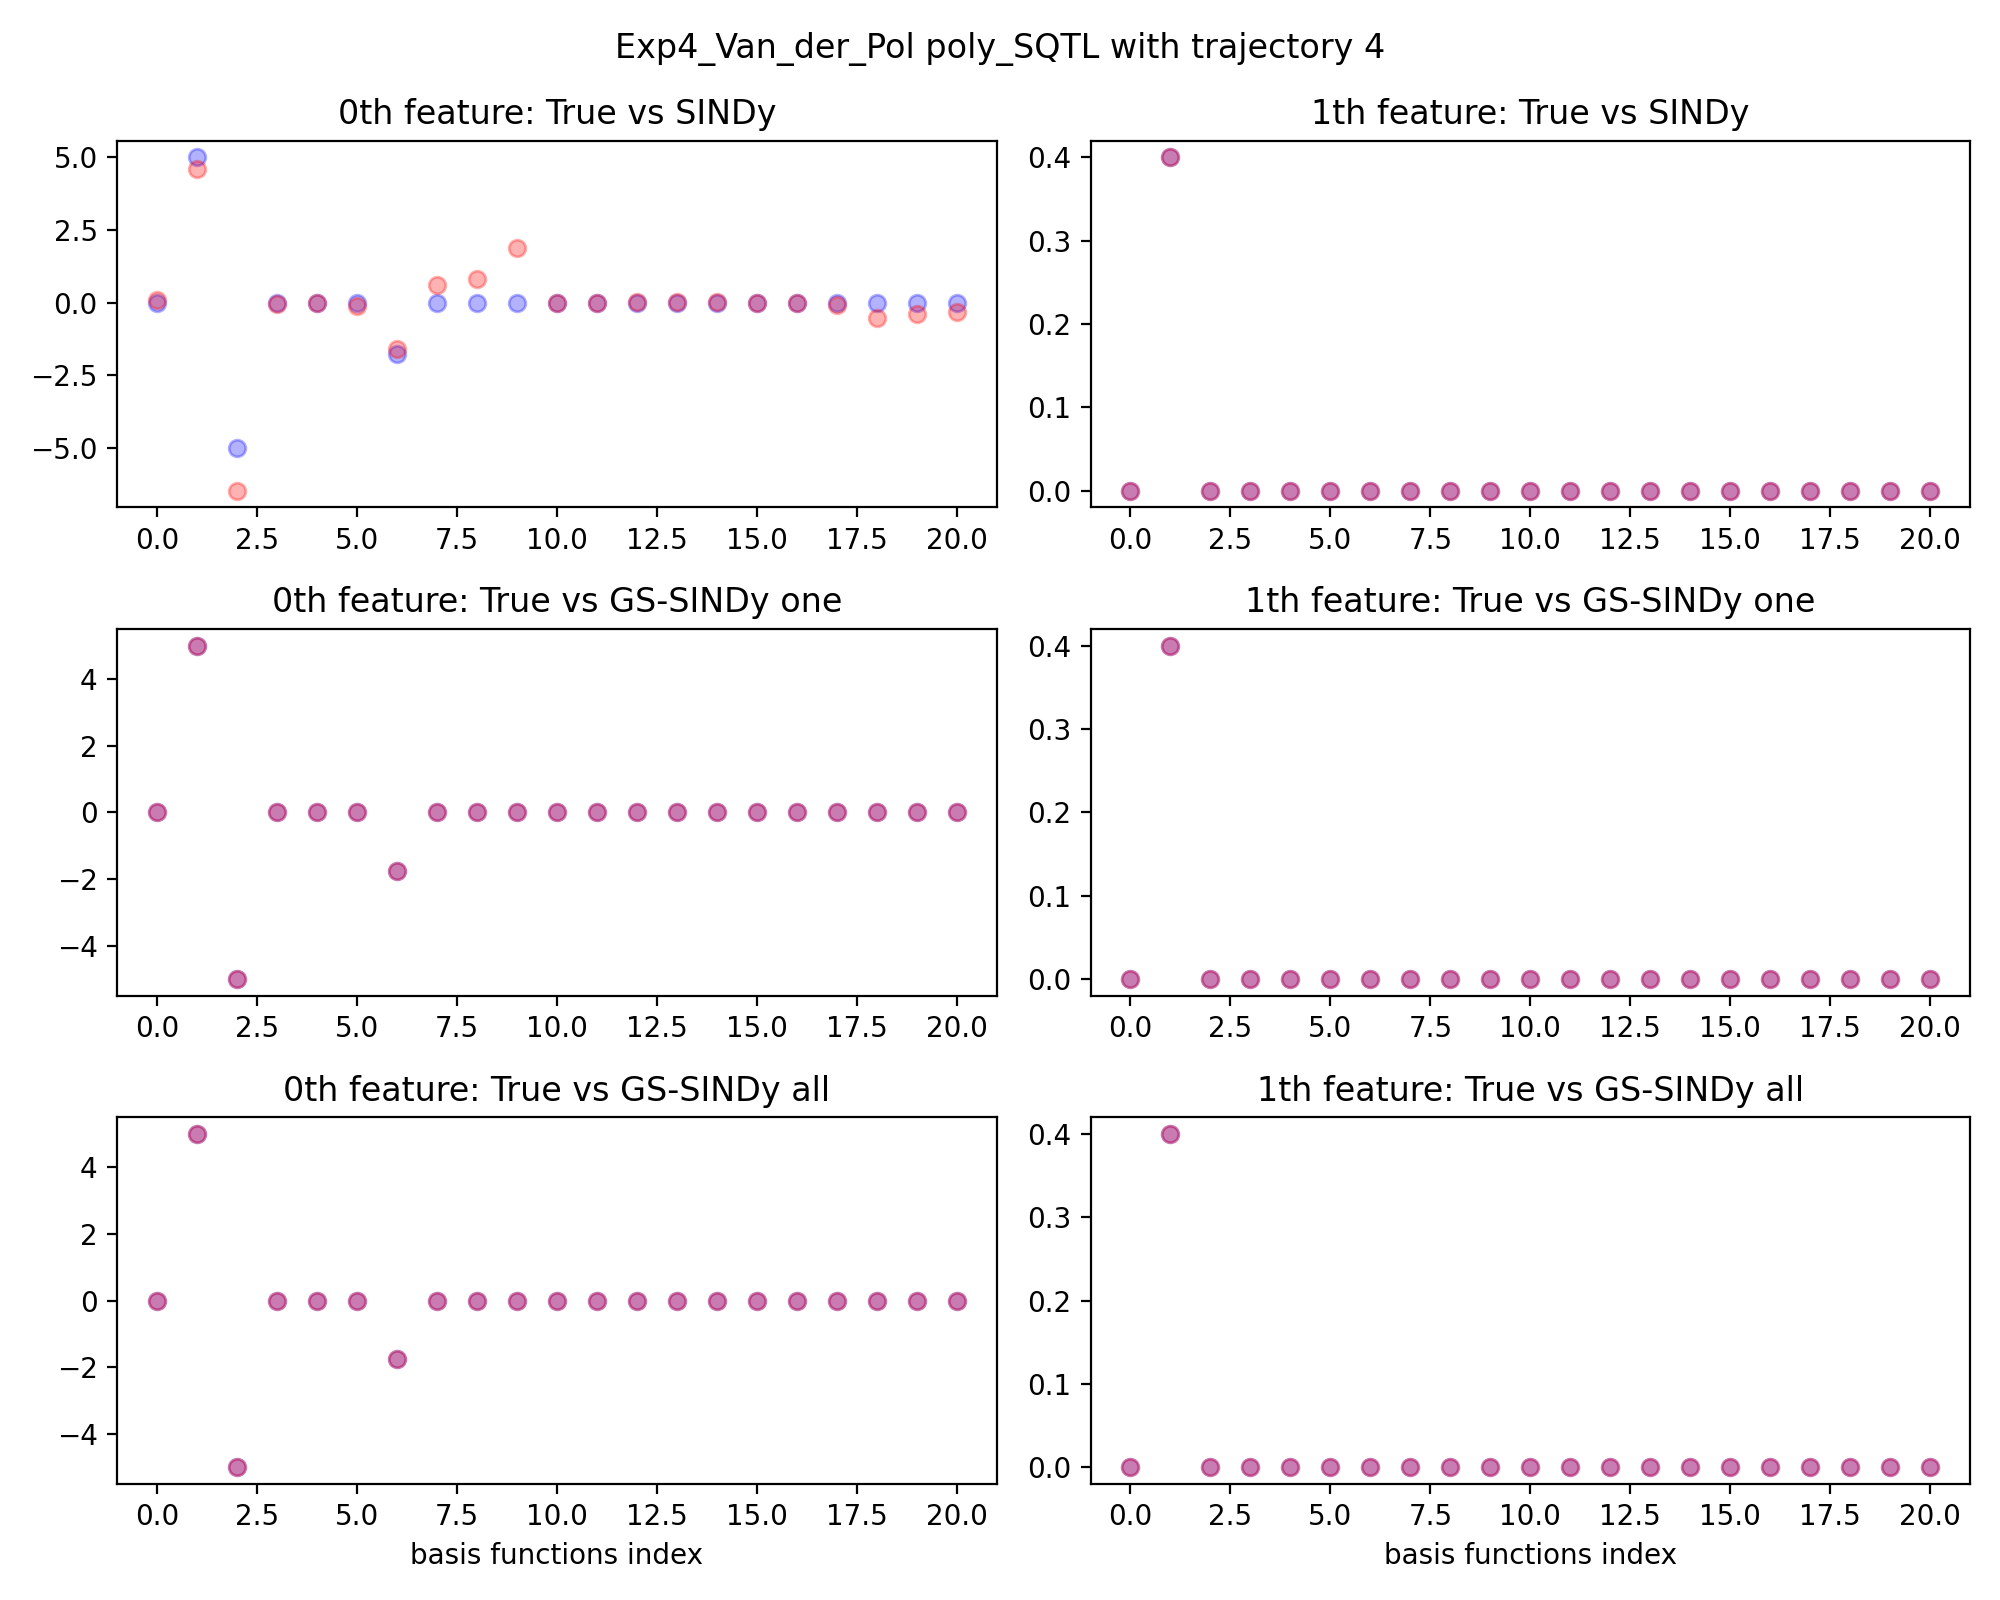 Exp4_Van_der_Pol poly_SQTL with trajectory 4
0th feature: True vs SINDy
5.0
2.5
0.0
−2.5
−5.0
0.0 2.5 5.0 7.5 10.0 12.5 15.0 17.5 20.0
1th feature: True vs SINDy
0.4
0.3
0.2
0.1
0.0
0.0 2.5 5.0 7.5 10.0 12.5 15.0 17.5 20.0
0th feature: True vs GS-SINDy one
4
2
0
−2
−4
0.0 2.5 5.0 7.5 10.0 12.5 15.0 17.5 20.0
1th feature: True vs GS-SINDy one
0.4
0.3
0.2
0.1
0.0
0.0 2.5 5.0 7.5 10.0 12.5 15.0 17.5 20.0
0th feature: True vs GS-SINDy all
4
2
0
−2
−4
0.0 2.5 5.0 7.5 10.0 12.5 15.0 17.5 20.0
basis functions index
1th feature: True vs GS-SINDy all
0.4
0.3
0.2
0.1
0.0
0.0 2.5 5.0 7.5 10.0 12.5 15.0 17.5 20.0
basis functions index